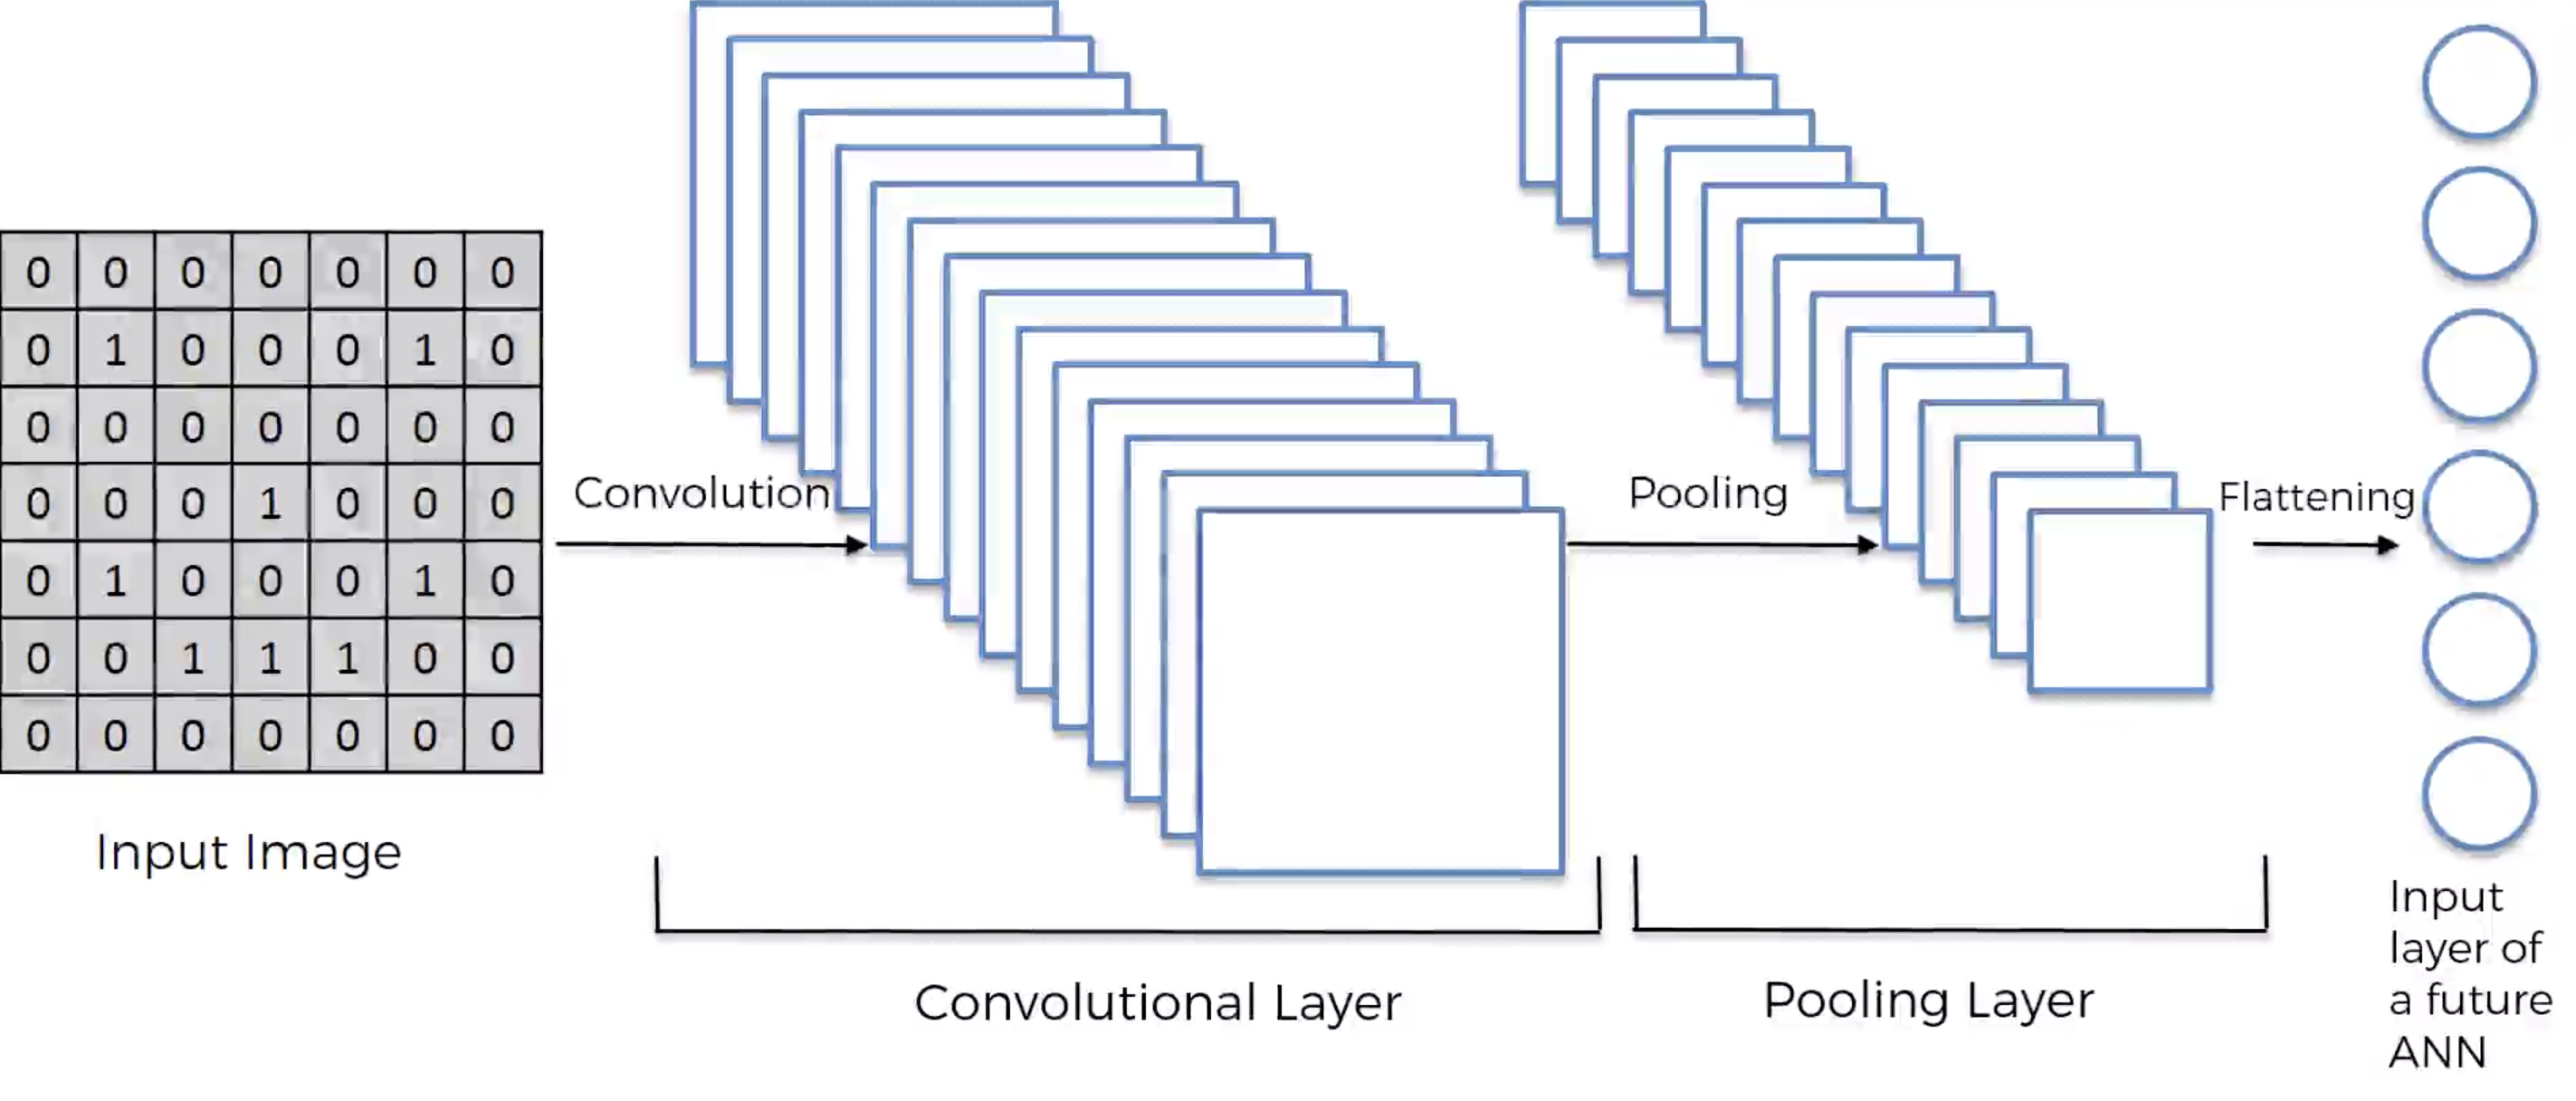 0 0 0 0 0 0 0
0 1 0 0 0 1 0
0 0 0 0 0 0 0
0 0 0 1 0 0 0
0 1 0 0 0 1 0
0 0 1 1 1 0 0
0 0 0 0 0 0 0
Input Image
Convolution
Convolutional Layer
Pooling
Pooling Layer
Flattening
Input
layer of
a future
ANN